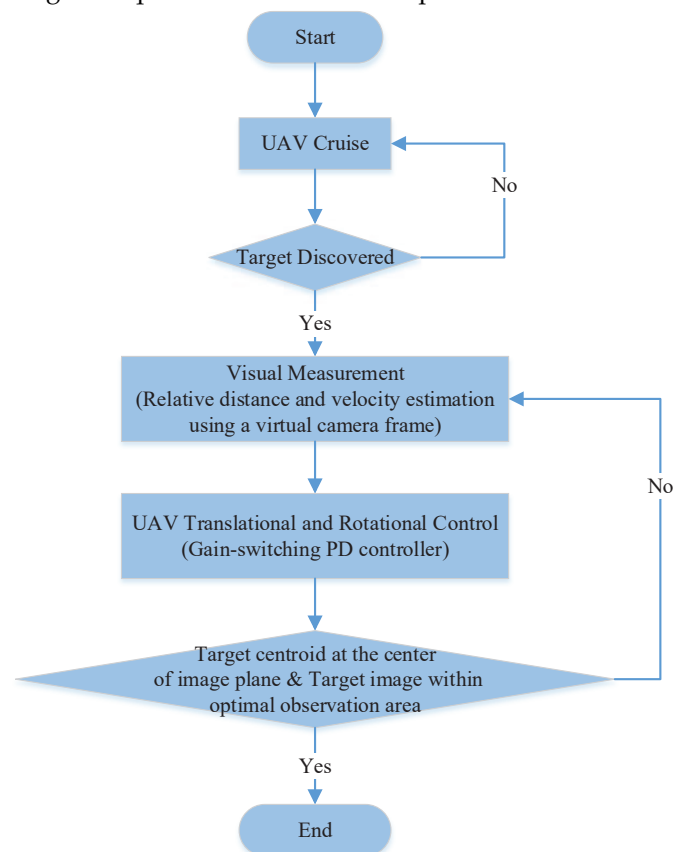 Start
UAV Cruise
No
Target Discovered
Yes
Visual Measurement
(Relative distance and velocity estimation
using a virtual camera frame)
No
UAV Translational and Rotational Control
(Gain-switching PD controller)
Target centroid at the center
of image plane & Target image within
optimal observation area
Yes
End